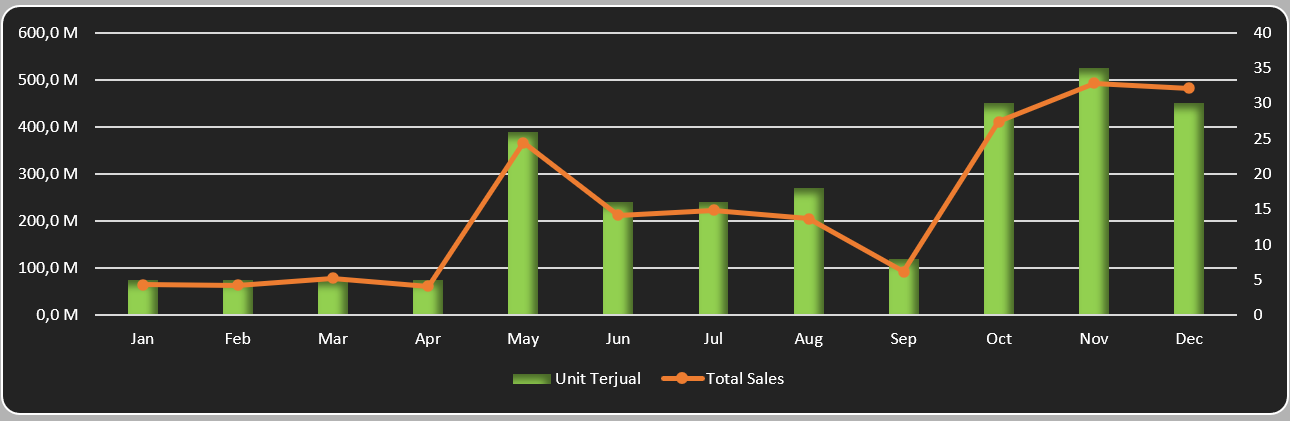 600,0 M
500,0 M
400,0 M
300,0 M
200,0 M
100,0 M
0,0 M
40
35
30
25
20
15
10
5
0
Jan Feb Mar Apr May Jun Jul Aug Sep Oct Nov Dec
Unit Terjual Total Sales